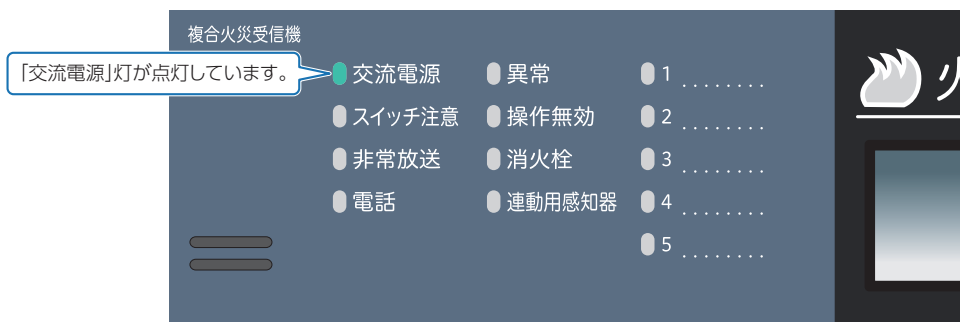 複合火災受信機
「交流電源」灯が点灯しています。
交流電源
異常
1 ........
スイッチ注意
操作無効
2 ........
非常放送
消火栓
3 ........
電話
連動用感知器
4 ........
5 ........